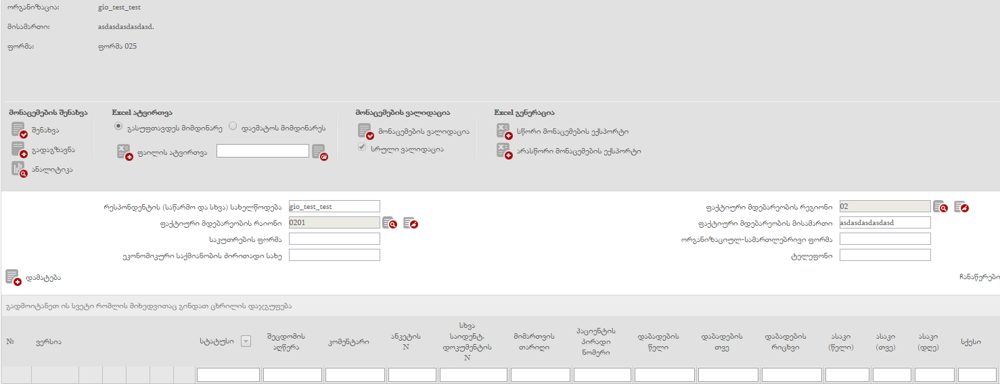 ორგანიზაცია: gio_test_test
მისამართი: asdasdasdasdasd.
ფორმა: ფორმა 025
მონაცემების შენახვა Excel ატვირთვა მონაცემების ვალიდაცია Excel გენერაცია
შენახვა გასუფთავდეს მიმდინარე დაემატოს მიმდინარეს მონაცემების ვალიდაცია სწორი მონაცემების ექსპორტი
გადაგზავნა ფაილის ატვირთვა სრული ვალიდაცია არასწორი მონაცემების ექსპორტი
ანალიტიკა
რესპონდენტის (საწარმო და სხვა) სახელწოდება gio_test_test ფაქტიური მდებარეობის რეგიონი 02
ფაქტიური მდებარეობის რაიონი 0201 ფაქტიური მდებარეობის მისამართი asdasdasdasdasd
საკუთრების ფორმა ორგანიზაციულ-სამართლებრივი ფორმა
ეკონომიკური საქმიანობის ძირითადი სახე ტელეფონი
დამატება ჩანაწერები
გადმოიტანეთ ის სვეტი რომლის მიხედვითაც გინდათ ცხრილის დაჯგუფება
№ ვერსია სტატუსი შეცდომის აღწერა კომენტარი ანკეტის N სხვა საიდენტ. დოკუმენტის N მიმართვის თარიღი პაციენტის პირადი ნომერი დაბადების წელი დაბადების თვე დაბადების რიცხვი ასაკი (წელი) ასაკი (თვე) ასაკი (დღე) სქესი